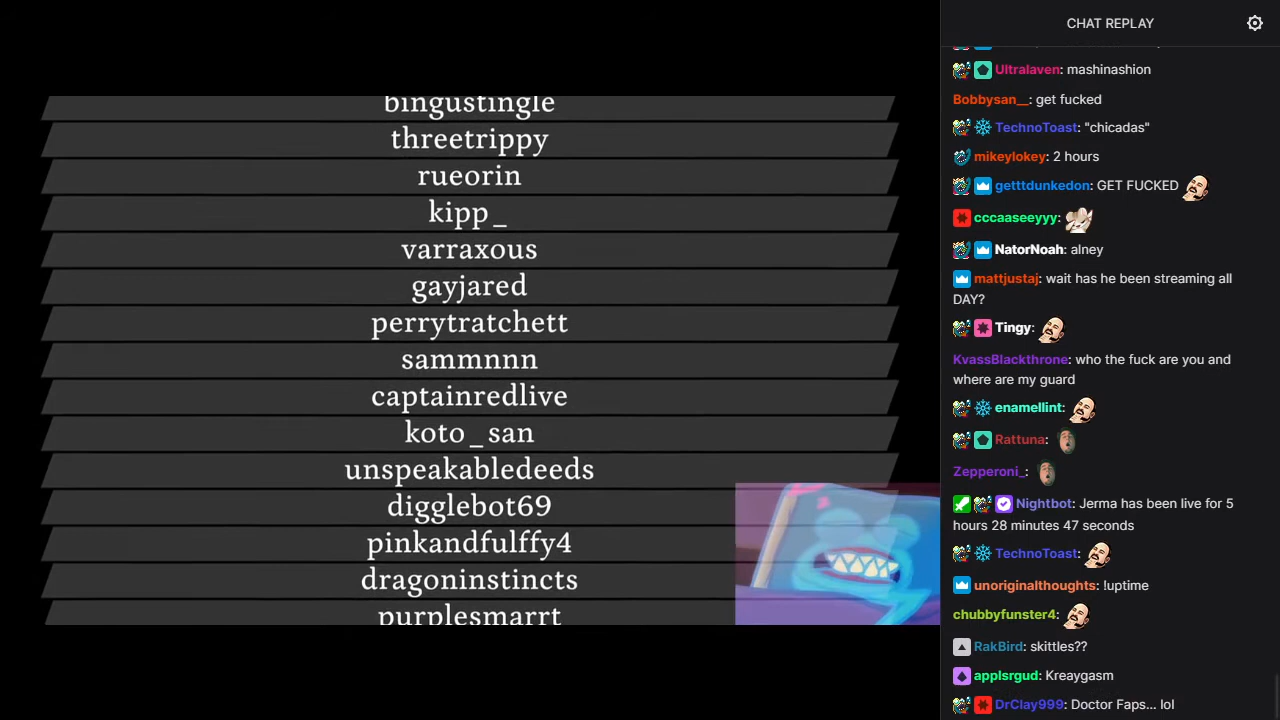 bingustingle
threetrippy
rueorin
kipp_
varraxous
gayjared
perrytratchett
sammnnn
captainredlive
koto_san
unspeakabledeeds
digglebot69
pinkandfulffy4
dragoninstincts
purplesmarrt
CHAT REPLAY
Ultralaven: mashinashion
Bobbysan__: get fucked
TechnoToast: "chicadas"
mikeylokey: 2 hours
getttdunkedon: GET FUCKED
cccaaseeyyy:
NatorNoah: alney
mattjustaj: wait has he been streaming all
DAY?
Tingy:
KvassBlackthrone: who the fuck are you and
where are my guard
enamellint:
Rattuna:
Zepperoni_:
Nightbot: Jerma has been live for 5
hours 28 minutes 47 seconds
TechnoToast:
unoriginalthoughts: !uptime
chubbyfunster4:
RakBird: skittles??
applsrgud: Kreaygasm
DrClay999: Doctor Faps... lol